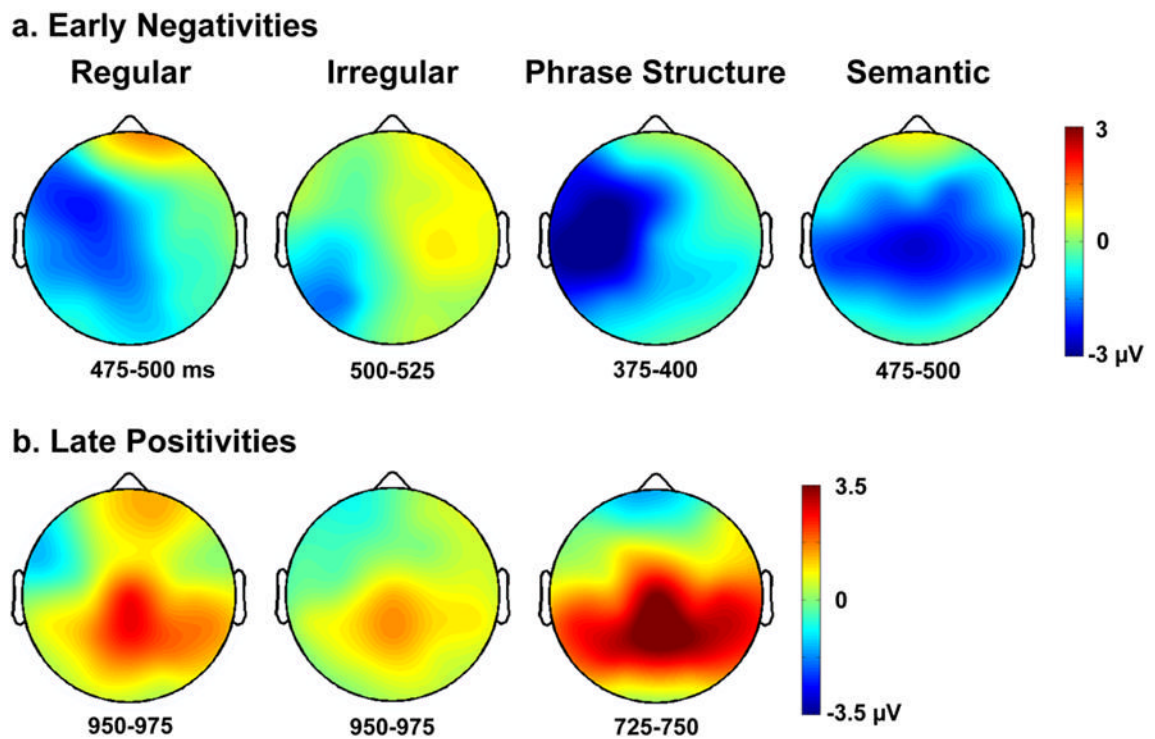 a. Early Negativities
Regular Irregular Phrase Structure Semantic
3
0
-3 µV
475-500 ms 500-525 375-400 475-500
b. Late Positivities
3.5
0
-3.5 µV
950-975 950-975 725-750